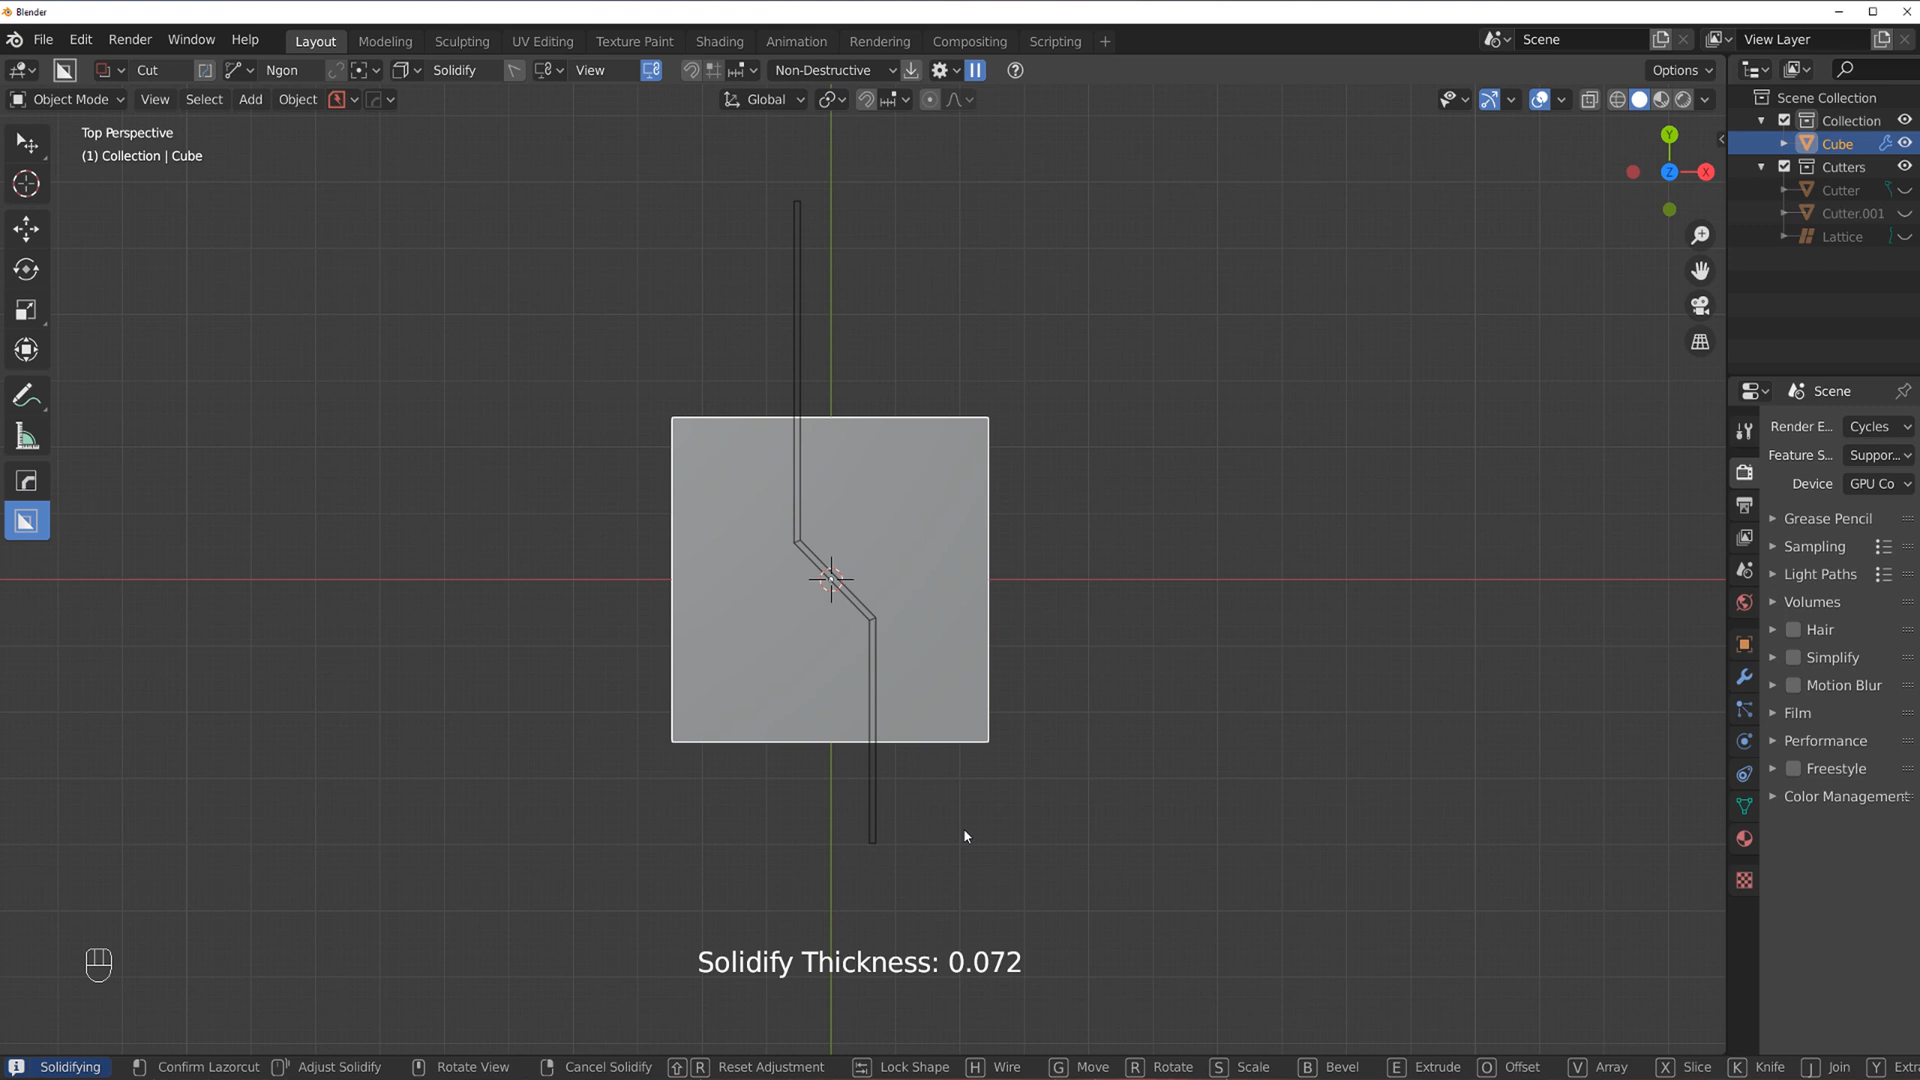 Blender
File Edit Render Window Help Layout Modeling Sculpting UV Editing Texture Paint Shading Animation Rendering Compositing Scripting + Scene View Layer
Cut Ngon Solidify View Non-Destructive Options
Object Mode View Select Add Object Global
Top Perspective
(1) Collection | Cube
Y
Z
X
Scene Collection
Collection
Cube
Cutters
Cutter
Cutter.001
Lattice
Scene
Render E... Cycles
Feature S... Suppor...
Device GPU Co
Grease Pencil
Sampling
Light Paths
Volumes
Hair
Simplify
Motion Blur
Film
Performance
Freestyle
Color Management
Solidify Thickness: 0.072
Solidifying Confirm Lazorcut Adjust Solidify Rotate View Cancel Solidify R Reset Adjustment Lock Shape H Wire G Move R Rotate S Scale B Bevel E Extrude O Offset V Array X Slice K Knife J Join Y Extr